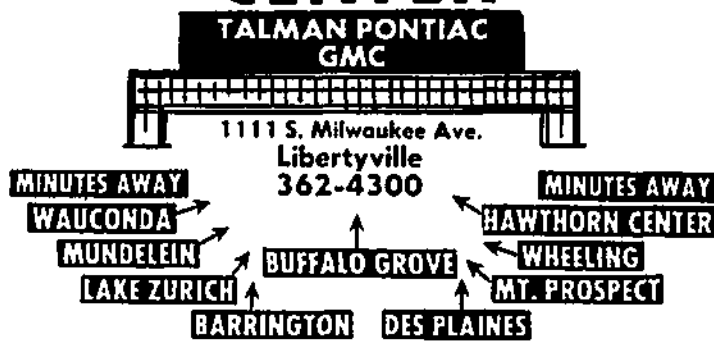 TALMAN PONTIAC
GMC
1111 S. Milwaukee Ave.
Libertyville
362-4300
MINUTES AWAY
WAUCONDA
MUNDELEIN
LAKE ZURICH
BARRINGTON
BUFFALO GROVE
DES PLAINES
MINUTES AWAY
HAWTHORN CENTER
WHEELING
MT. PROSPECT